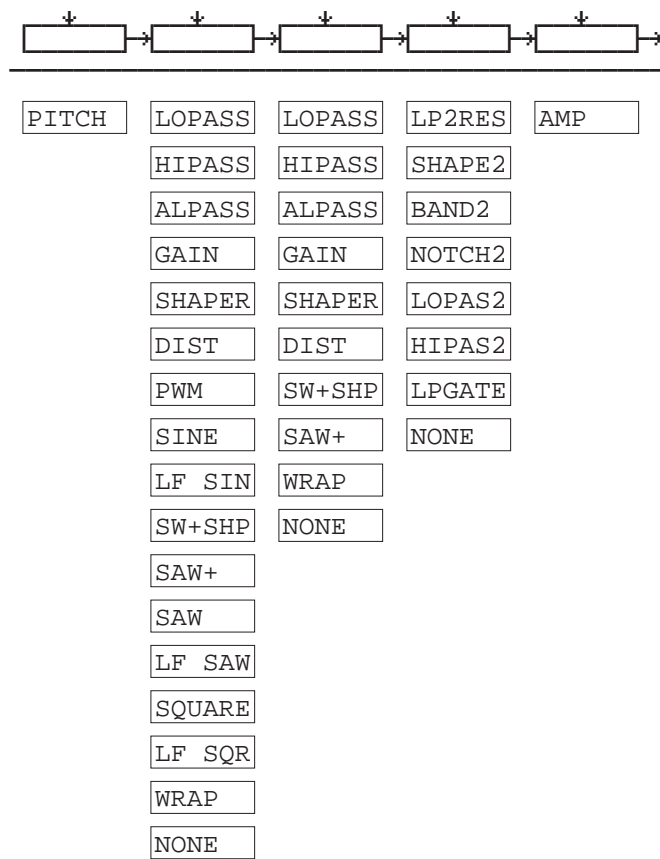 PITCH LOPASS LOPASS LP2RES AMP
HIPASS HIPASS SHAPE2
ALPASS ALPASS BAND2
GAIN GAIN NOTCH2
SHAPER SHAPER LOPAS2
DIST DIST HIPAS2
PWM SW+SHP LPGATE
SINE SAW+ NONE
LF SIN WRAP
SW+SHP NONE
SAW+
SAW
LF SAW
SQUARE
LF SQR
WRAP
NONE